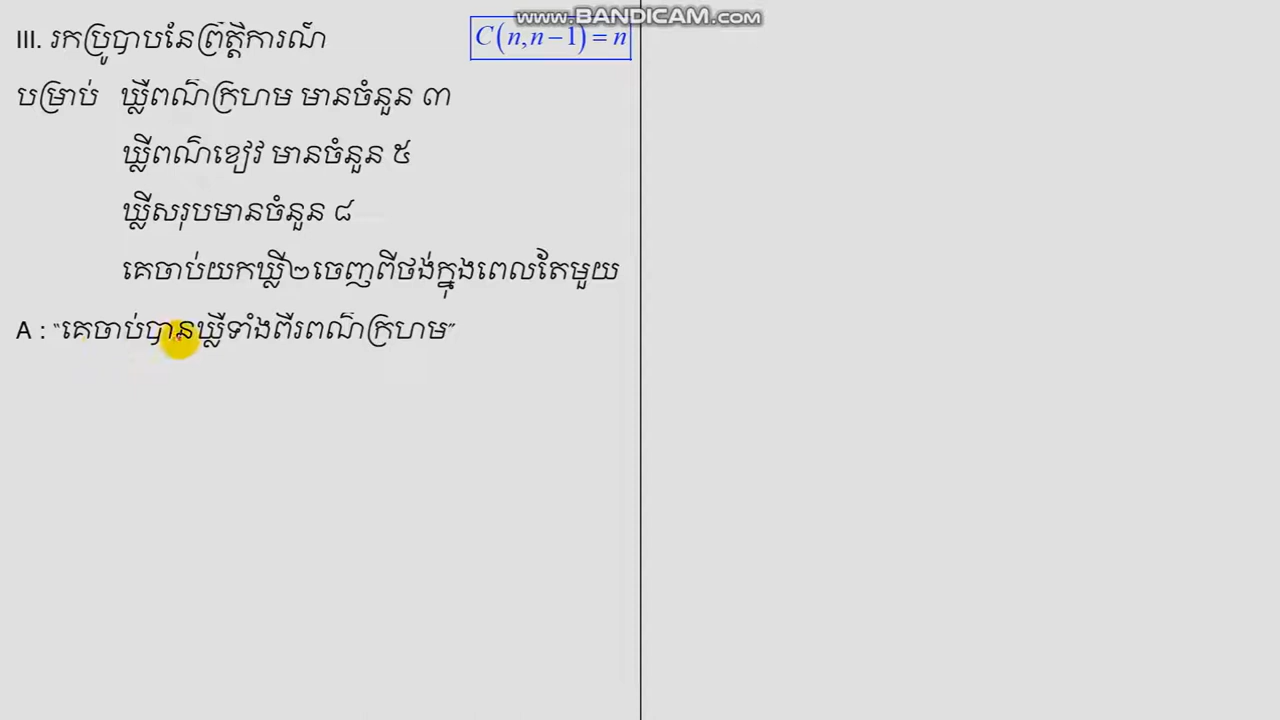 www.BANDICAM.com
III. រកប្រូបាបនៃព្រឹត្តិការណ៍ C(n,n−1)=n
បម្រាប់ ឃ្លីពណ៌ក្រហម មានចំនួន ៣
ឃ្លីពណ៌ខៀវ មានចំនួន ៥
ឃ្លីសរុបមានចំនួន ៨
គេចាប់យកឃ្លី២ចេញពីថង់ក្នុងពេលតែមួយ
A : “គេចាប់បានឃ្លីទាំងពីរពណ៌ក្រហម”